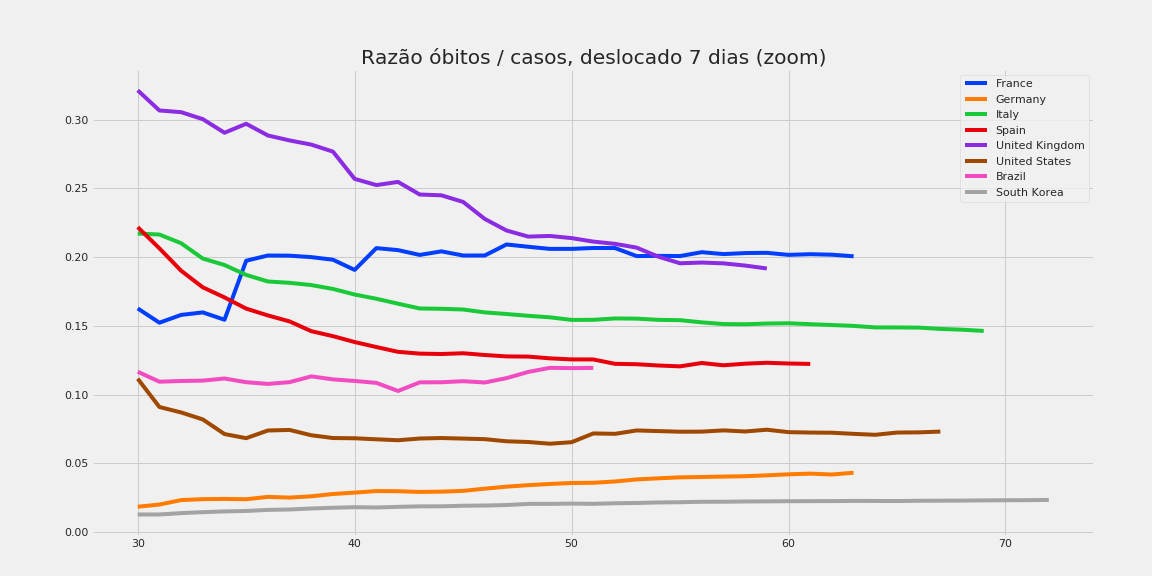 Razão óbitos / casos, deslocado 7 dias (zoom)
France
Germany
Italy
Spain
United Kingdom
United States
Brazil
South Korea
0.30
0.25
0.20
0.15
0.10
0.05
0.00
30 40 50 60 70